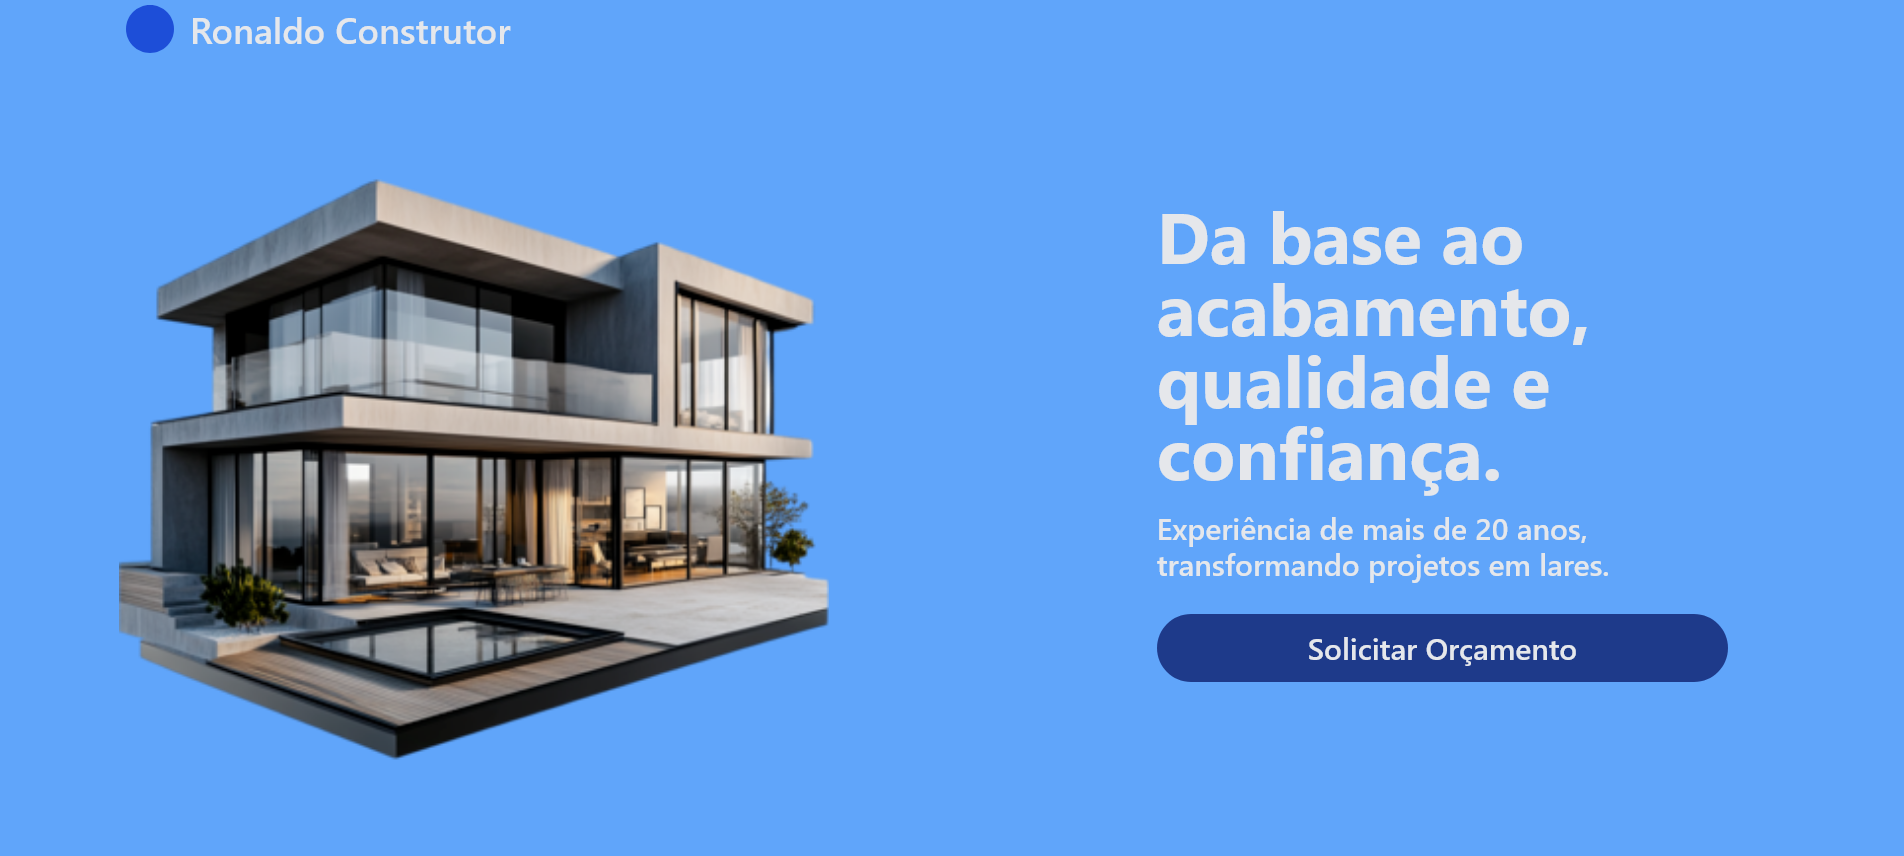 Ronaldo Construtor
Da base ao
acabamento,
qualidade e
confiança.
Experiência de mais de 20 anos,
transformando projetos em lares.
Solicitar Orçamento